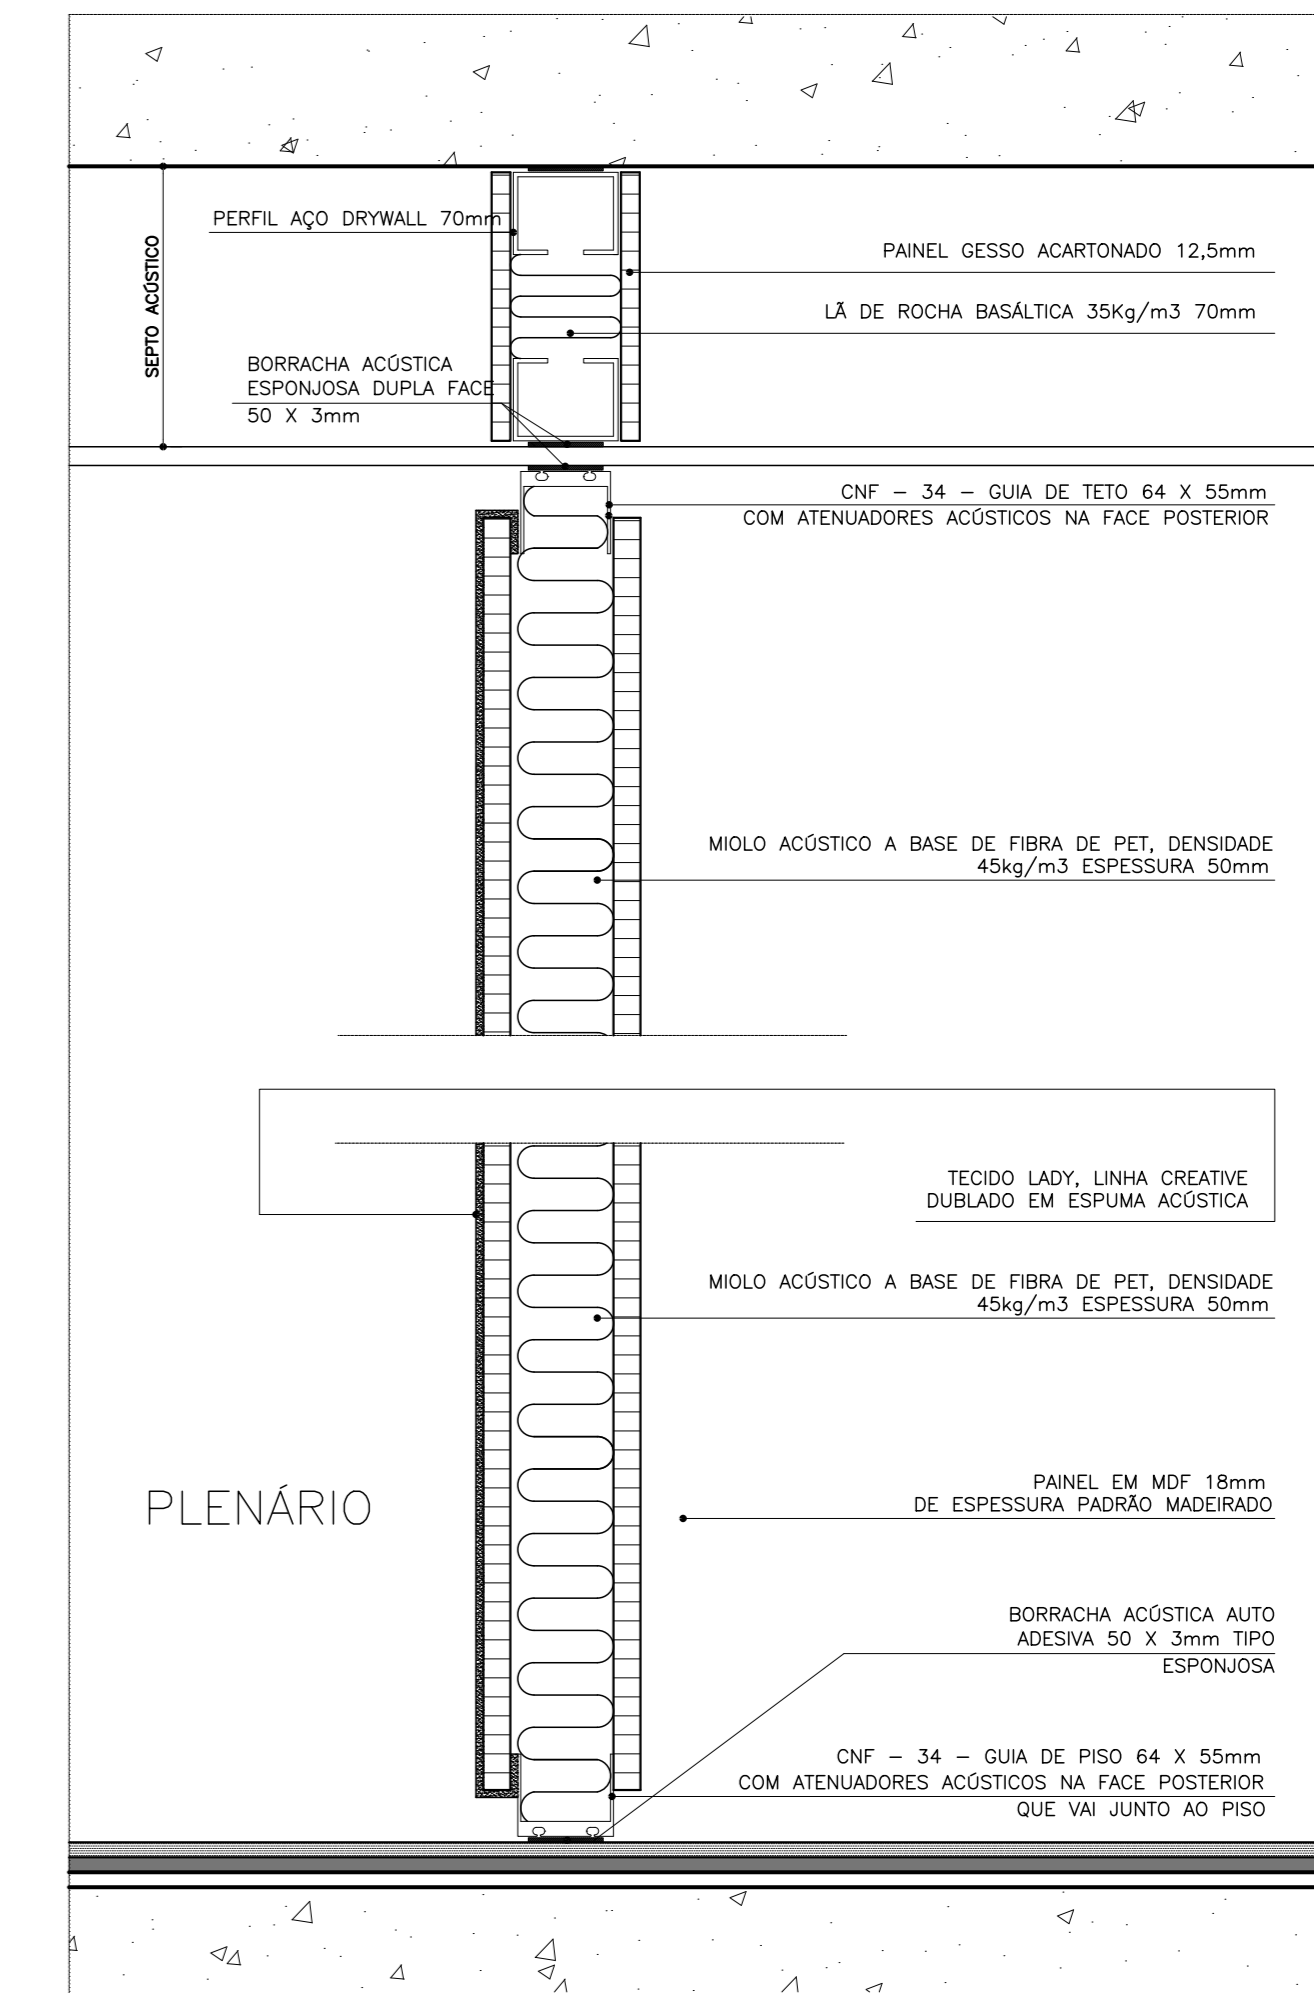 PERFIL AÇO DRYWALL 70mm
PAINEL GESSO ACARTONADO 12,5mm
SEPTO ACÚSTICO
LÃ DE ROCHA BASÁLTICA 35Kg/m3 70mm
BORRACHA ACÚSTICA
ESPONJOSA DUPLA FACE
50 X 3mm
CNF – 34 – GUIA DE TETO 64 X 55mm
COM ATENUADORES ACÚSTICOS NA FACE POSTERIOR
MIOLO ACÚSTICO A BASE DE FIBRA DE PET, DENSIDADE
45kg/m3 ESPESSURA 50mm
TECIDO LADY, LINHA CREATIVE
DUBLADO EM ESPUMA ACÚSTICA
MIOLO ACÚSTICO A BASE DE FIBRA DE PET, DENSIDADE
45kg/m3 ESPESSURA 50mm
PLENÁRIO
PAINEL EM MDF 18mm
DE ESPESSURA PADRÃO MADEIRADO
BORRACHA ACÚSTICA AUTO
ADESIVA 50 X 3mm TIPO
ESPONJOSA
CNF – 34 – GUIA DE PISO 64 X 55mm
COM ATENUADORES ACÚSTICOS NA FACE POSTERIOR
QUE VAI JUNTO AO PISO